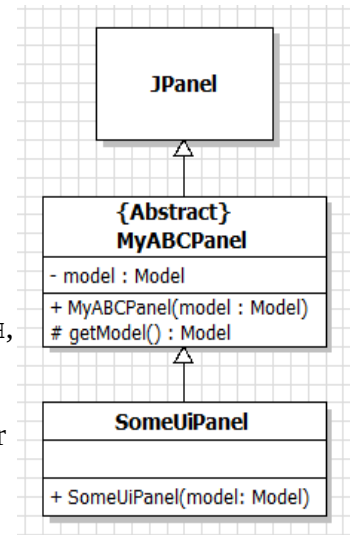 JPanel
{Abstract}
MyABCPanel
- model : Model
+ MyABCPanel(model : Model)
# getModel() : Model
н,
SomeUiPanel
r
+ SomeUiPanel(model: Model)